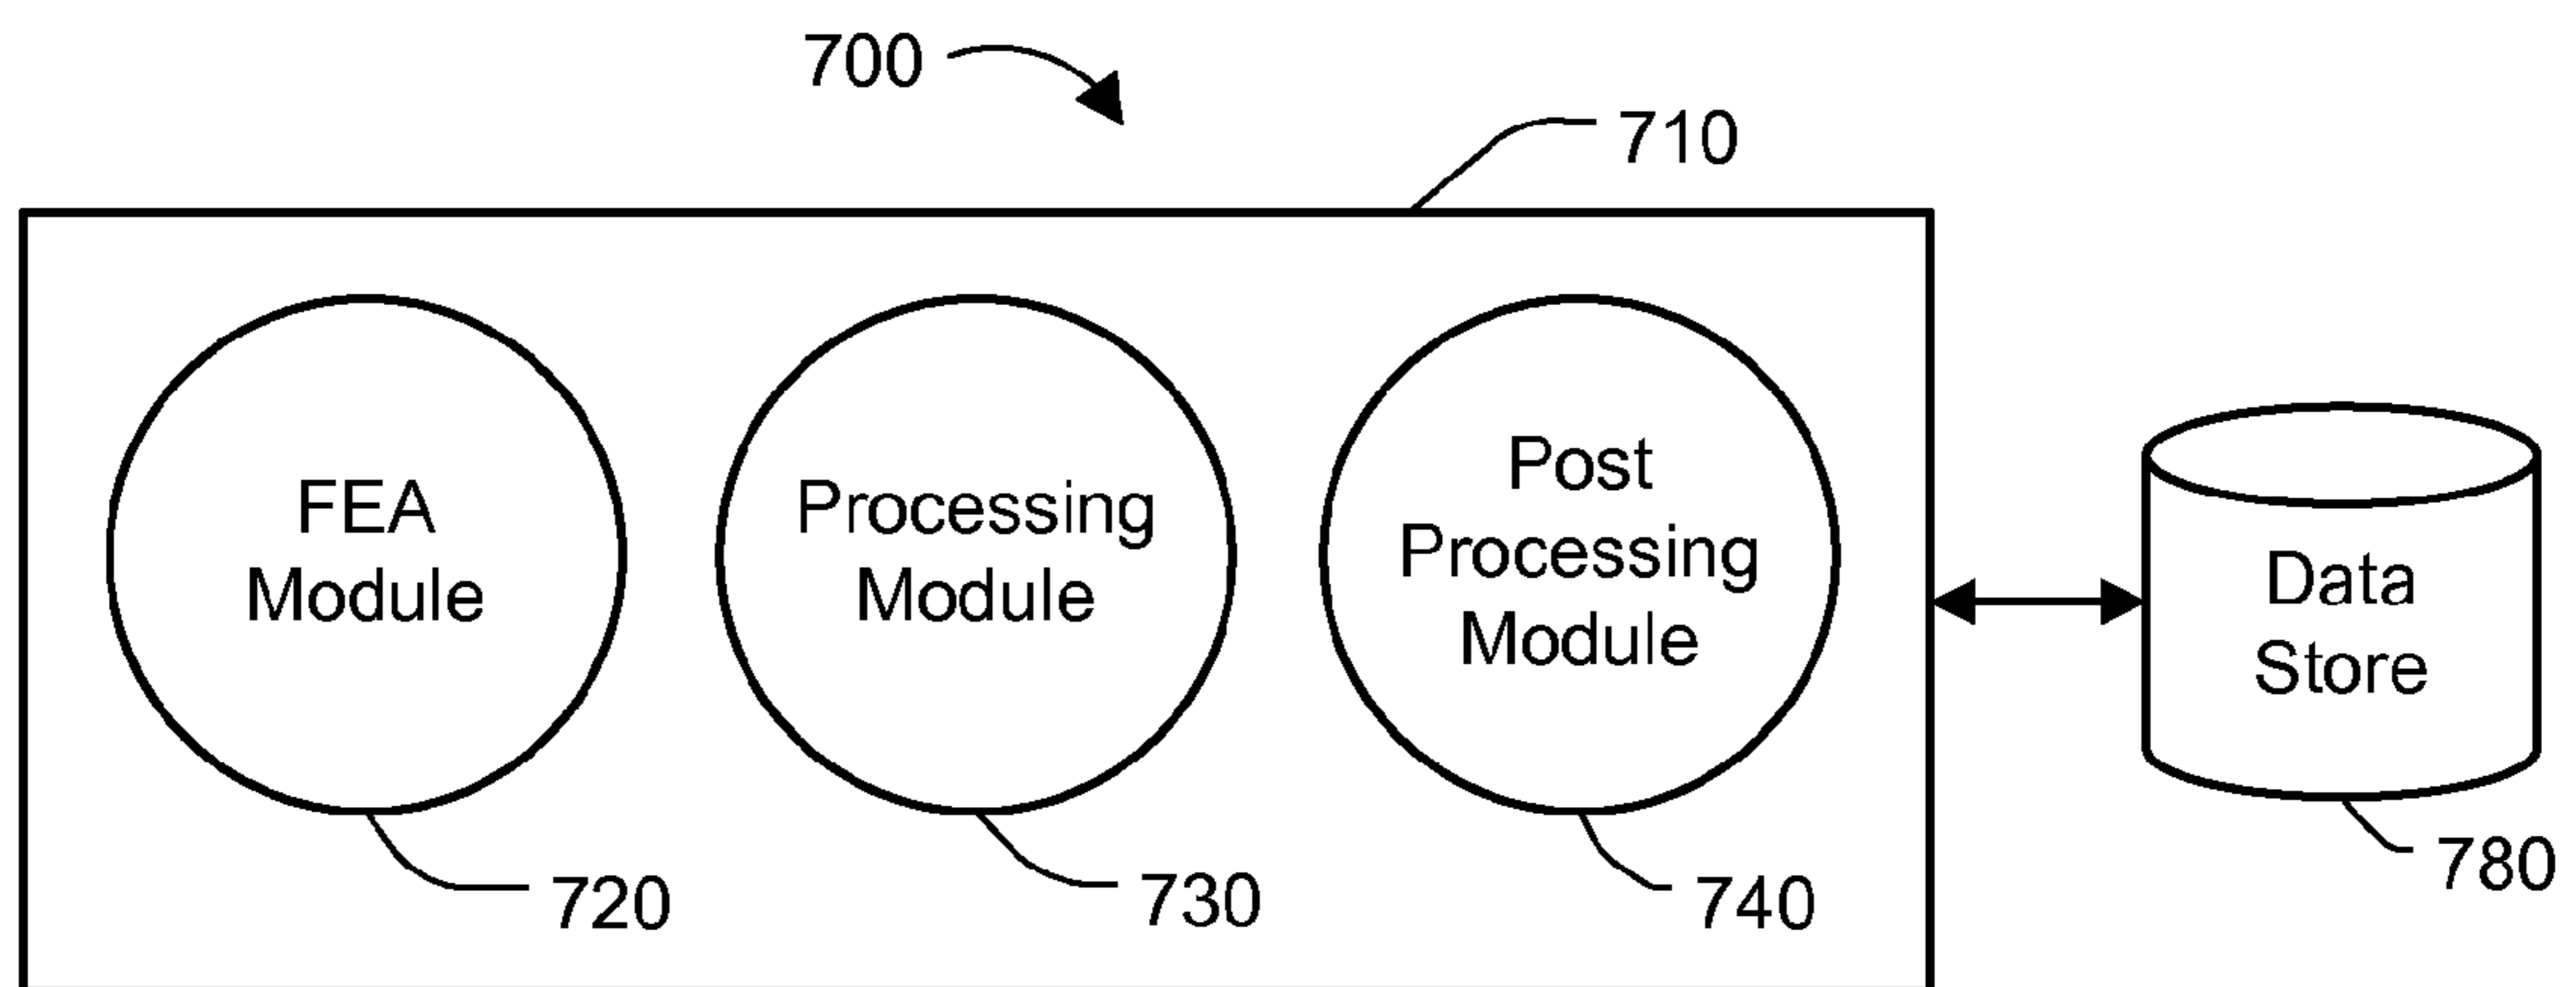 700
710
FEA
Module
Processing
Module
Post
Processing
Module
Data
Store
720
730
740
780